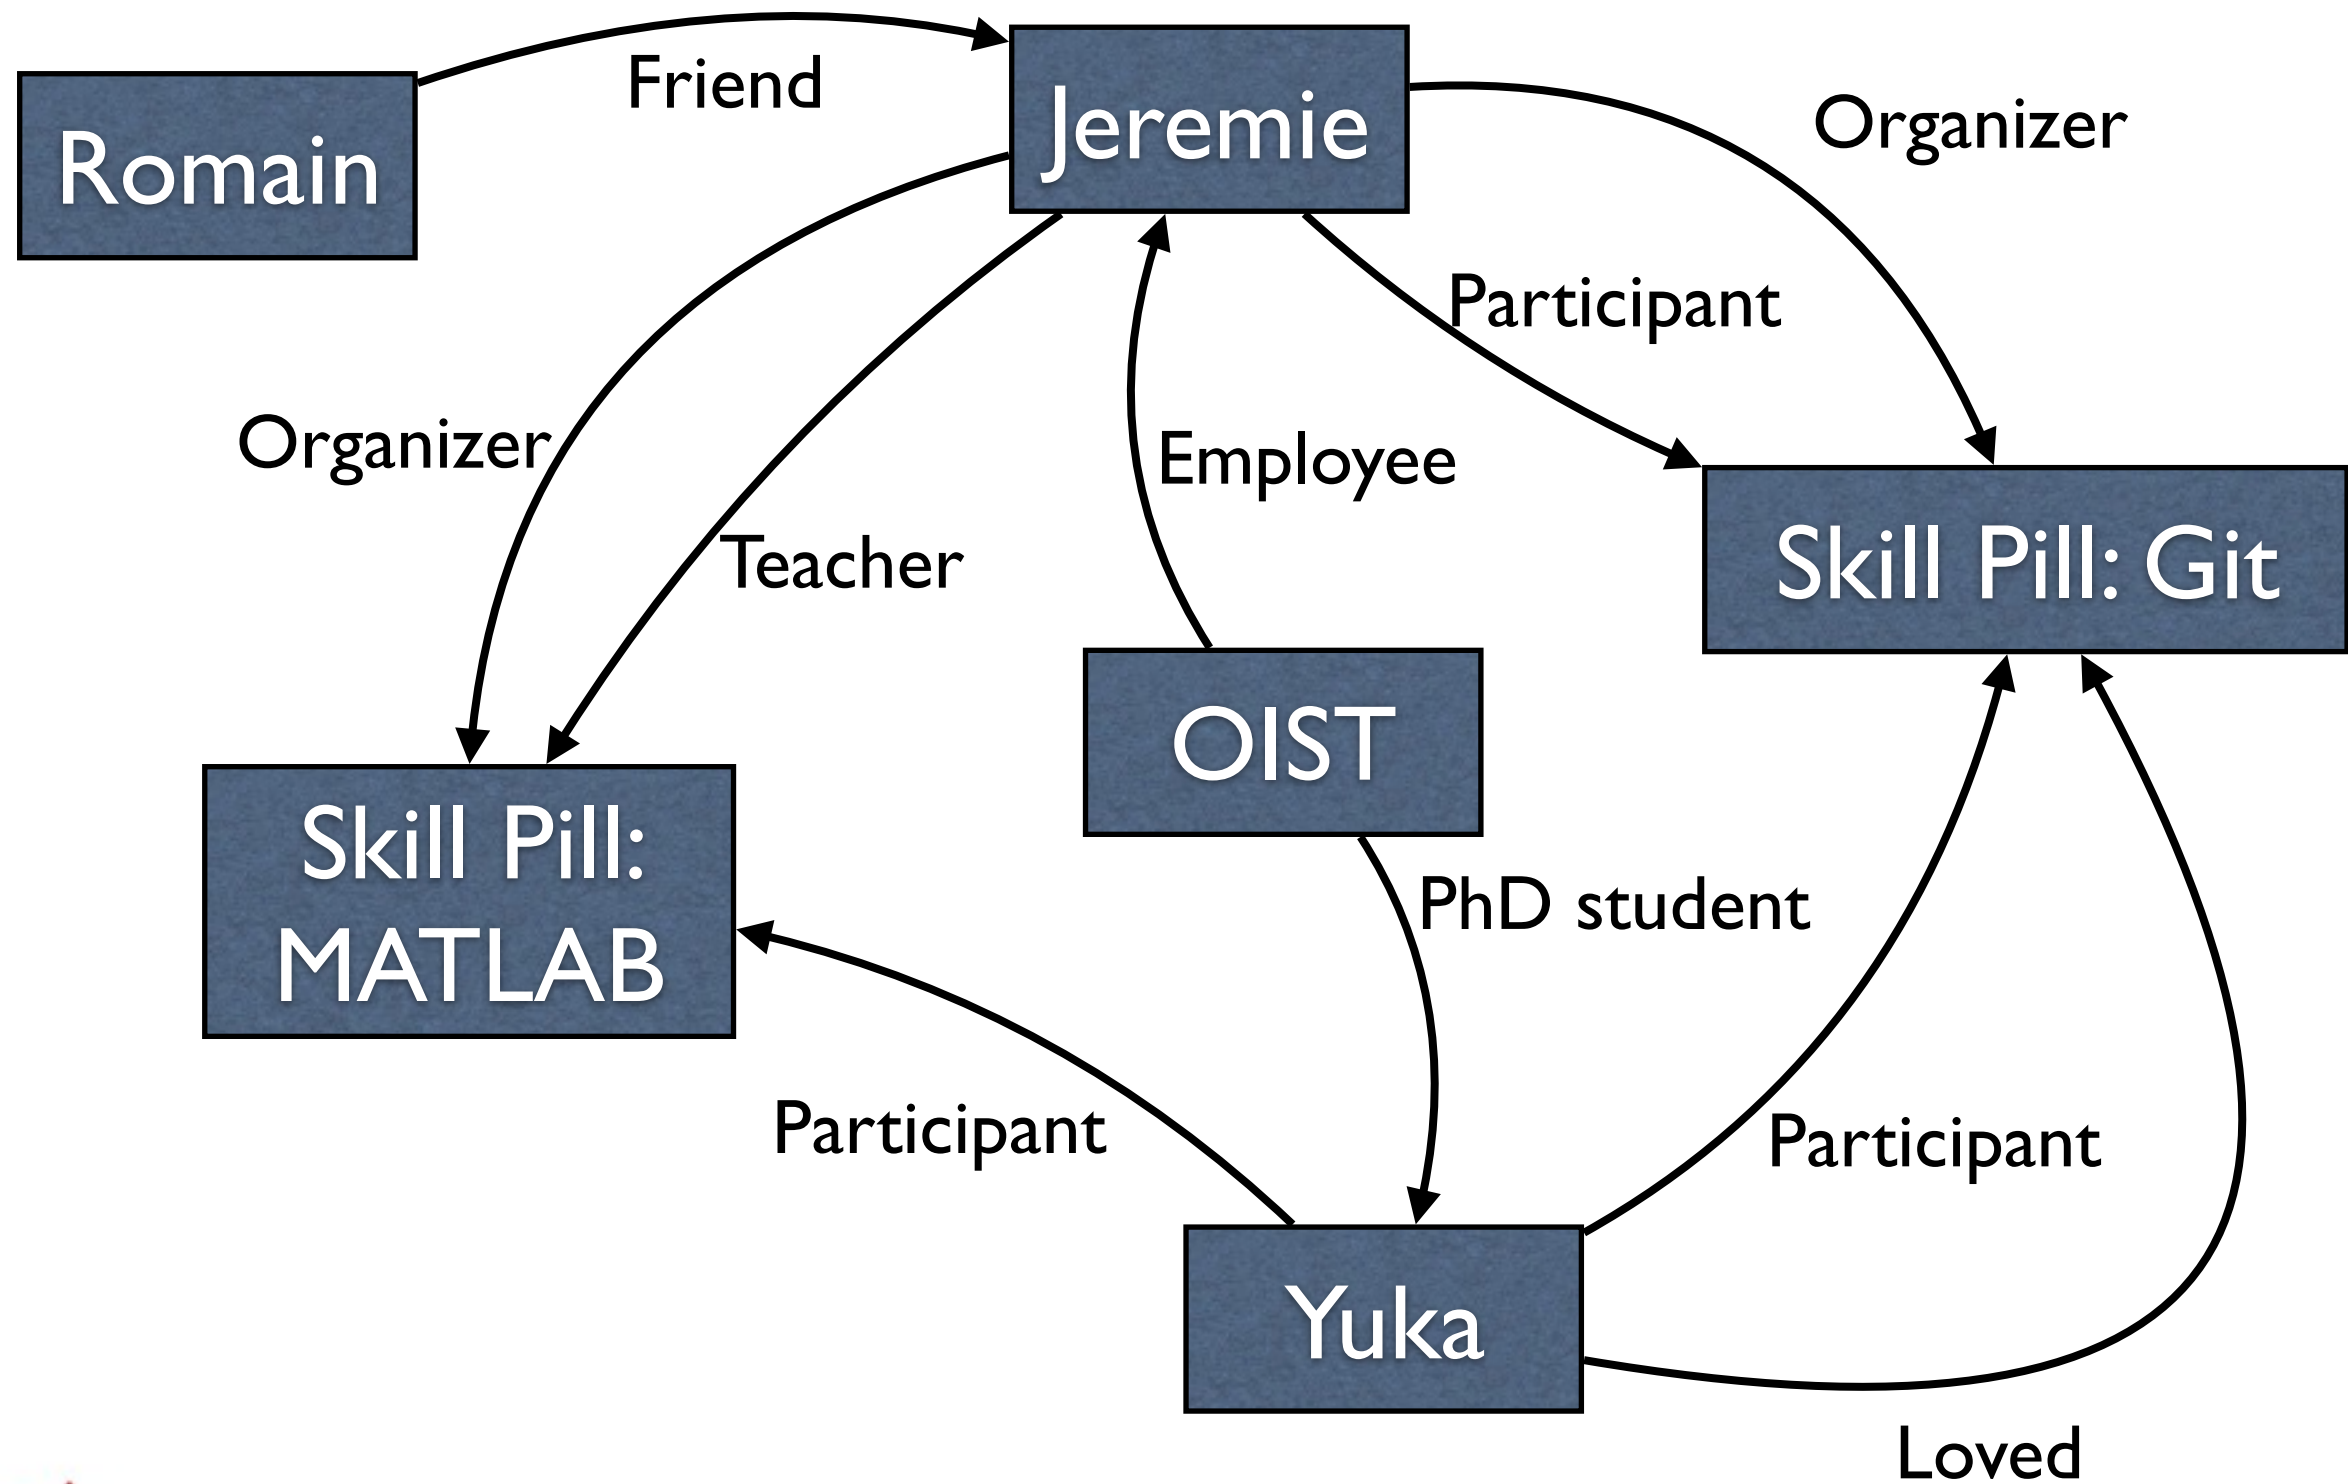 Friend
Jeremie
Romain
Organizer
Participant
Organizer
Employee
Teacher
Skill Pill: Git
OIST
Skill Pill:
MATLAB
PhD student
Participant
Participant
Yuka
Loved